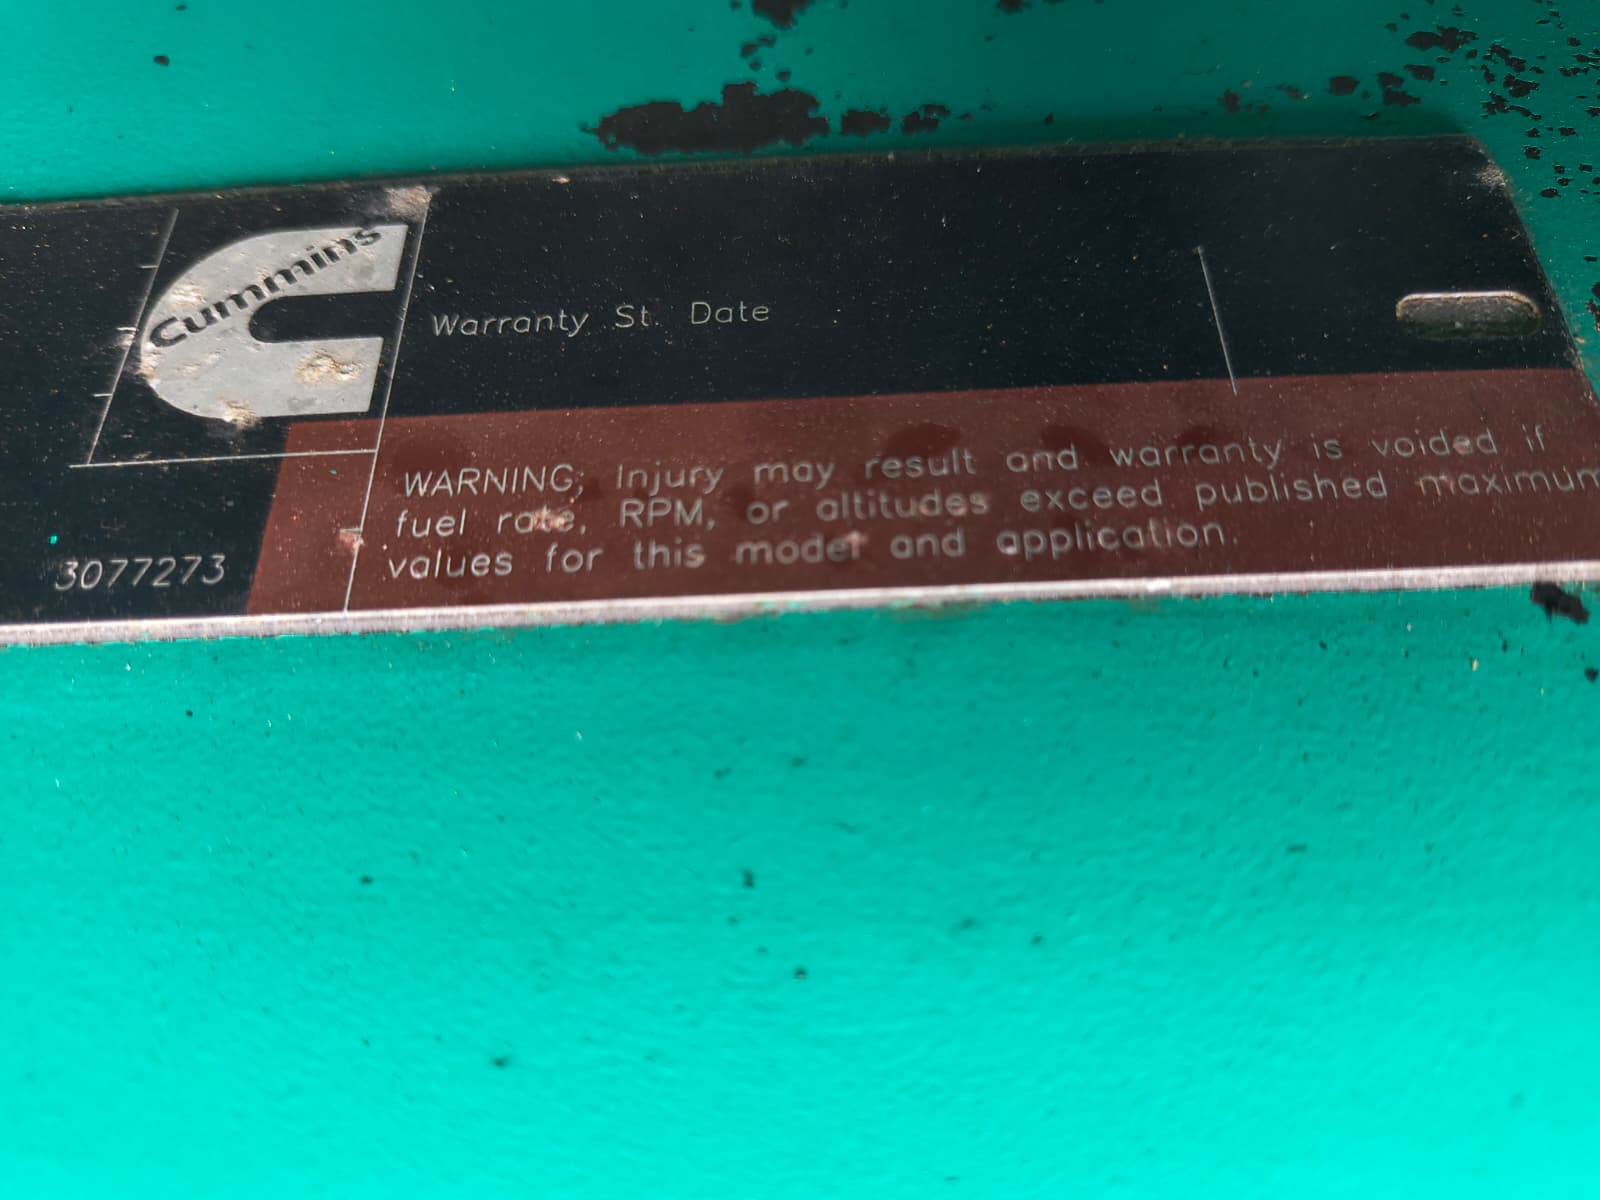 Cummins
Warranty St. Date
WARNING; Injury may result and warranty is voided if
fuel rate, RPM, or altitudes exceed published maximum
values for this model and application.
3077273